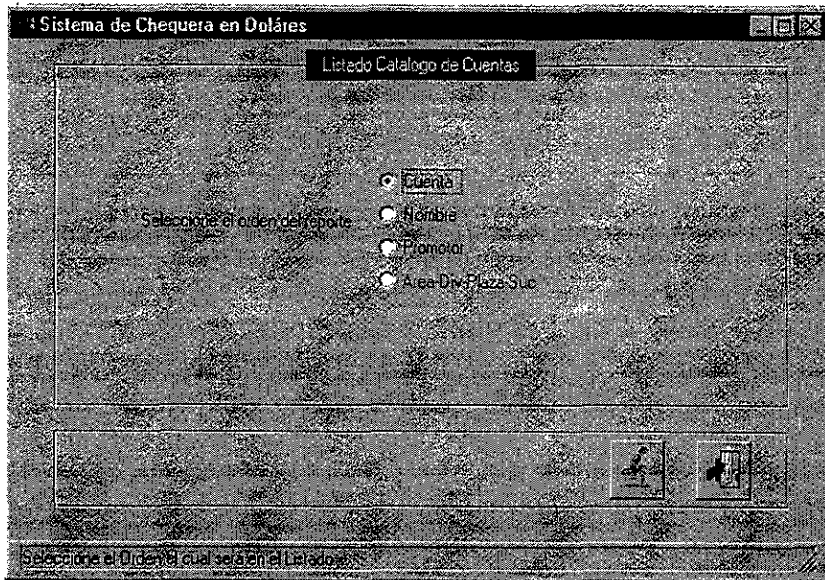 Sistema de Chequera en Doláres
Listado Catalogo de Cuentas
Cuenta
Seleccione el orden del reporte
Nombre
Promotor
Area-Div-Plaza-Suc
Seleccione el Orden el cual será en el Listado